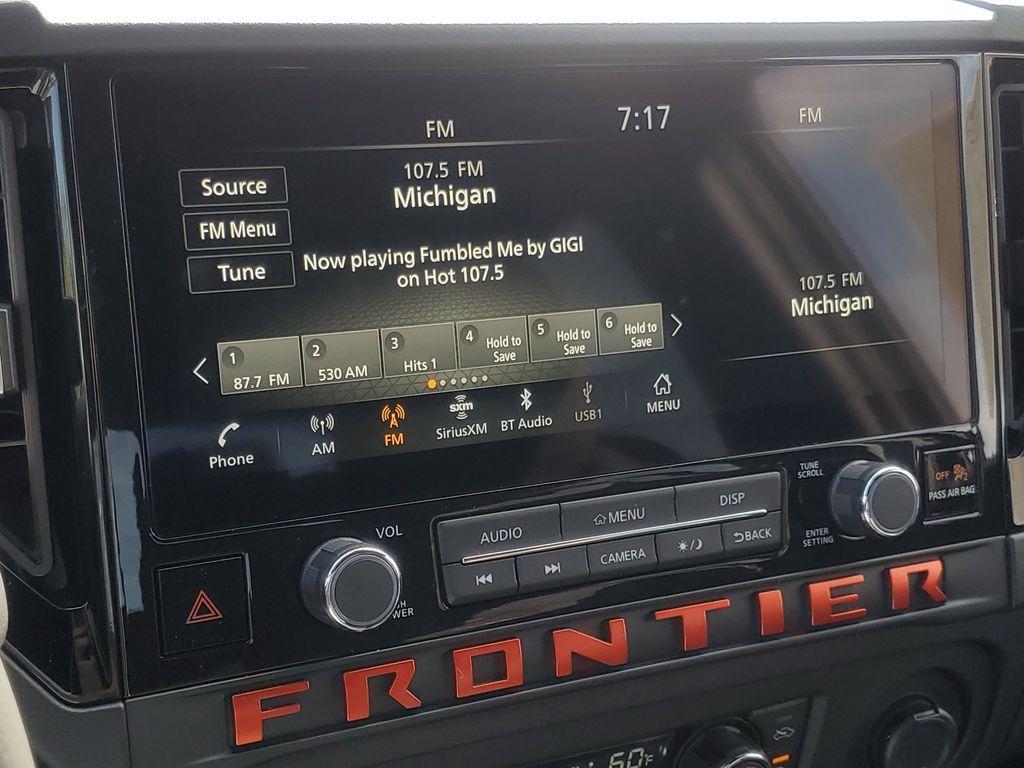 FM
7:17
FM
107.5 FM
Michigan
Source
FM Menu
Tune
Now playing Fumbled Me by GIGI
on Hot 107.5
107.5 FM
Michigan
1
87.7 FM
2
530 AM
3
Hits 1
4
Hold to
Save
5
Hold to
Save
6
Hold to
Save
Phone
AM
FM
sxm
SiriusXM
BT Audio
USB1
MENU
TUNE
SCROLL
OFF
PASS AIR BAG
VOL
AUDIO
MENU
DISP
CAMERA
BACK
ENTER
SETTING
FRONTIER
60°F